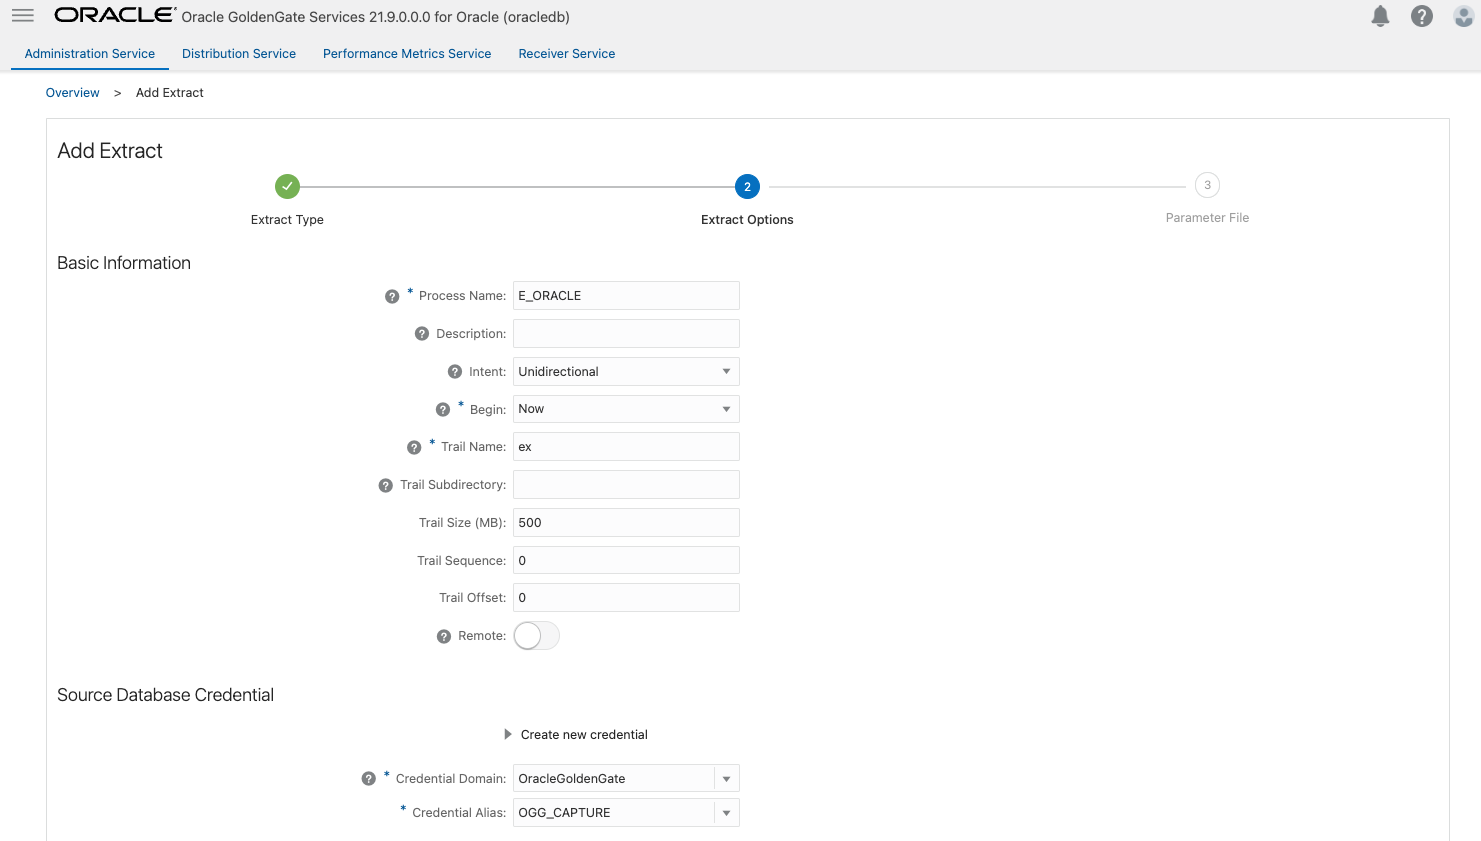 ORACLE Oracle GoldenGate Services 21.9.0.0.0 for Oracle (oracledb)
Administration Service Distribution Service Performance Metrics Service Receiver Service
Overview > Add Extract
Add Extract
2
3
Extract Type
Extract Options
Parameter File
Basic Information
? * Process Name: E_ORACLE
? Description:
? Intent: Unidirectional
? * Begin: Now
? * Trail Name: ex
? Trail Subdirectory:
Trail Size (MB): 500
Trail Sequence: 0
Trail Offset: 0
? Remote:
Source Database Credential
Create new credential
? * Credential Domain: OracleGoldenGate
* Credential Alias: OGG_CAPTURE